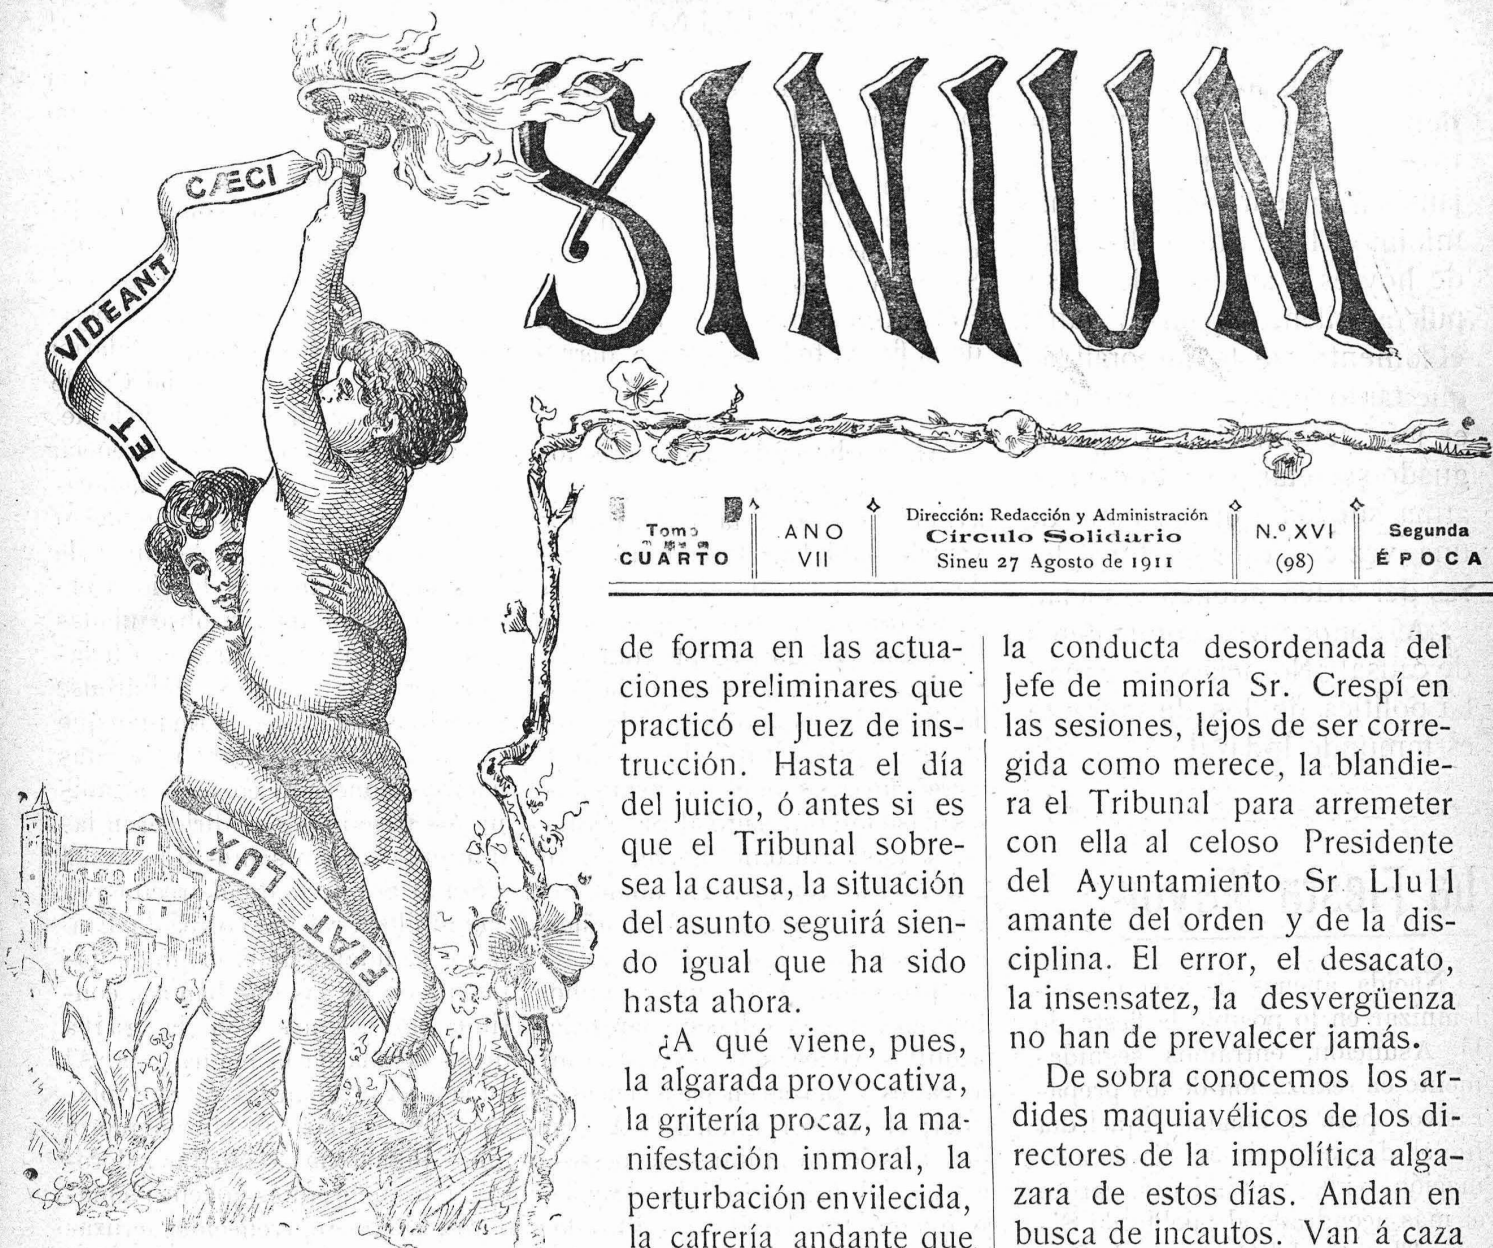 SINIUM
CÆCI
VIDEANT
ET
LUX
FIAT
Tomo
CUARTO
ANO
VII
Dirección: Redacción y Administración
Circulo Solidario
Sineu 27 Agosto de 1911
N.º XVI
(98)
Segunda
ÉPOCA
de forma en las actua-
ciones preliminares que
practicó el Juez de ins-
trucción. Hasta el día
del juicio, ó antes si es
que el Tribunal sobre-
sea la causa, la situación
del asunto seguirá sien-
do igual que ha sido
hasta ahora.
¿A qué viene, pues,
la algarada provocativa,
la gritería procaz, la ma-
nifestación inmoral, la
perturbación envilecida,
la cafrería andante que
la conducta desordenada del
Jefe de minoría Sr. Crespí en
las sesiones, lejos de ser corre-
gida como merece, la blandie-
ra el Tribunal para arremeter
con ella al celoso Presidente
del Ayuntamiento Sr Llull
amante del orden y de la dis-
ciplina. El error, el desacato,
la insensatez, la desvergüenza
no han de prevalecer jamás.
De sobra conocemos los ar-
dides maquiavélicos de los di-
rectores de la impolítica alga-
zara de estos días. Andan en
busca de incautos. Van á caza